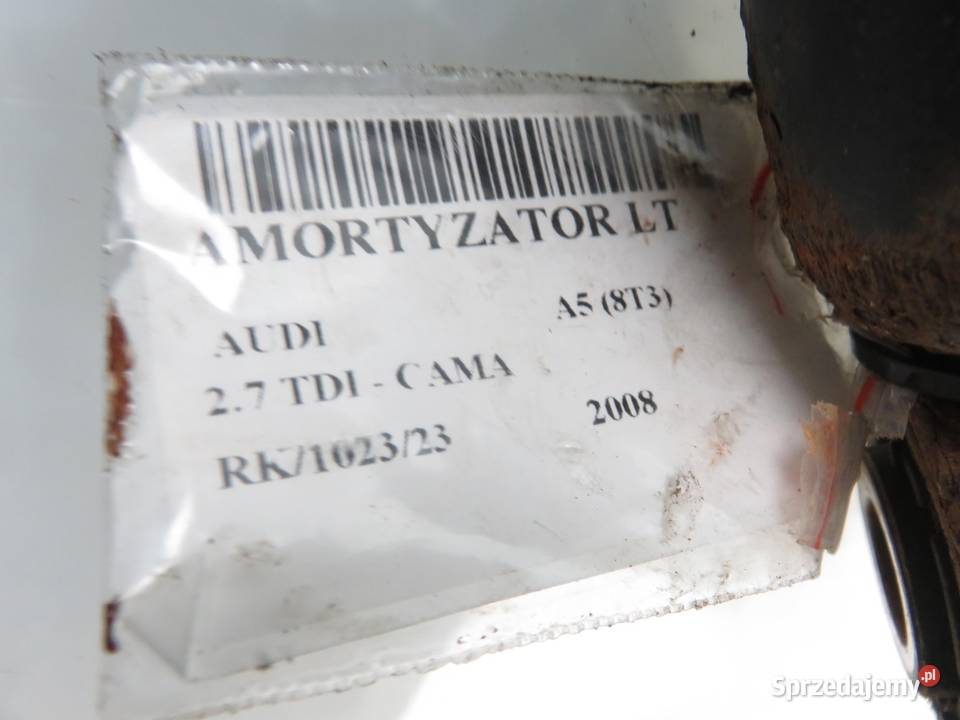 AMORTYZATOR LT
AUDI A5 (8T3)
2.7 TDI - CAMA
2008
RK/1023/23
Sprzedajemy.pl